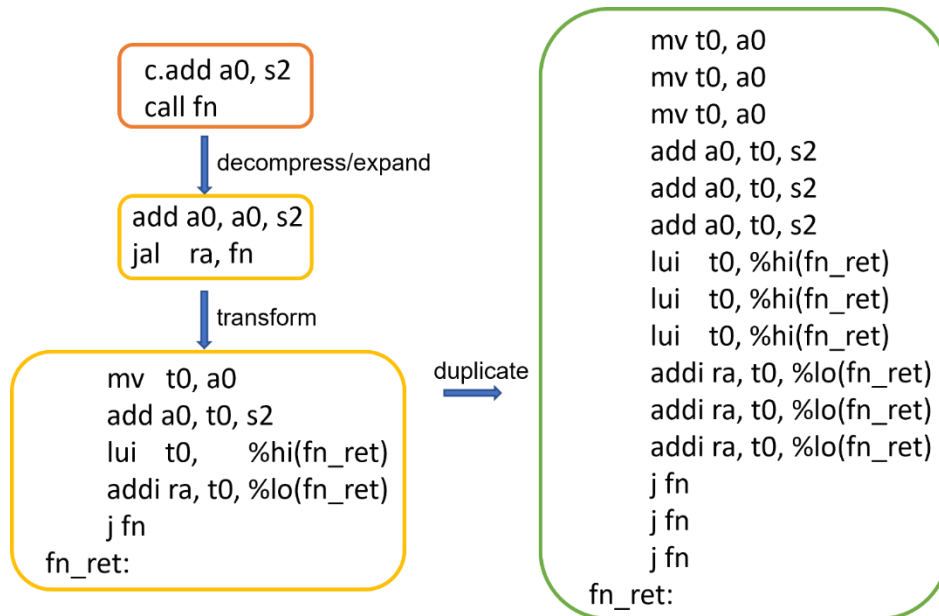 c.add a0, s2
call fn
decompress/expand
add a0, a0, s2
jal ra, fn
transform
mv t0, a0
add a0, t0, s2
lui t0, %hi(fn_ret)
addi ra, t0, %lo(fn_ret)
j fn
fn_ret:
duplicate
mv t0, a0
mv t0, a0
mv t0, a0
add a0, t0, s2
add a0, t0, s2
add a0, t0, s2
lui t0, %hi(fn_ret)
lui t0, %hi(fn_ret)
lui t0, %hi(fn_ret)
addi ra, t0, %lo(fn_ret)
addi ra, t0, %lo(fn_ret)
addi ra, t0, %lo(fn_ret)
j fn
j fn
j fn
fn_ret: